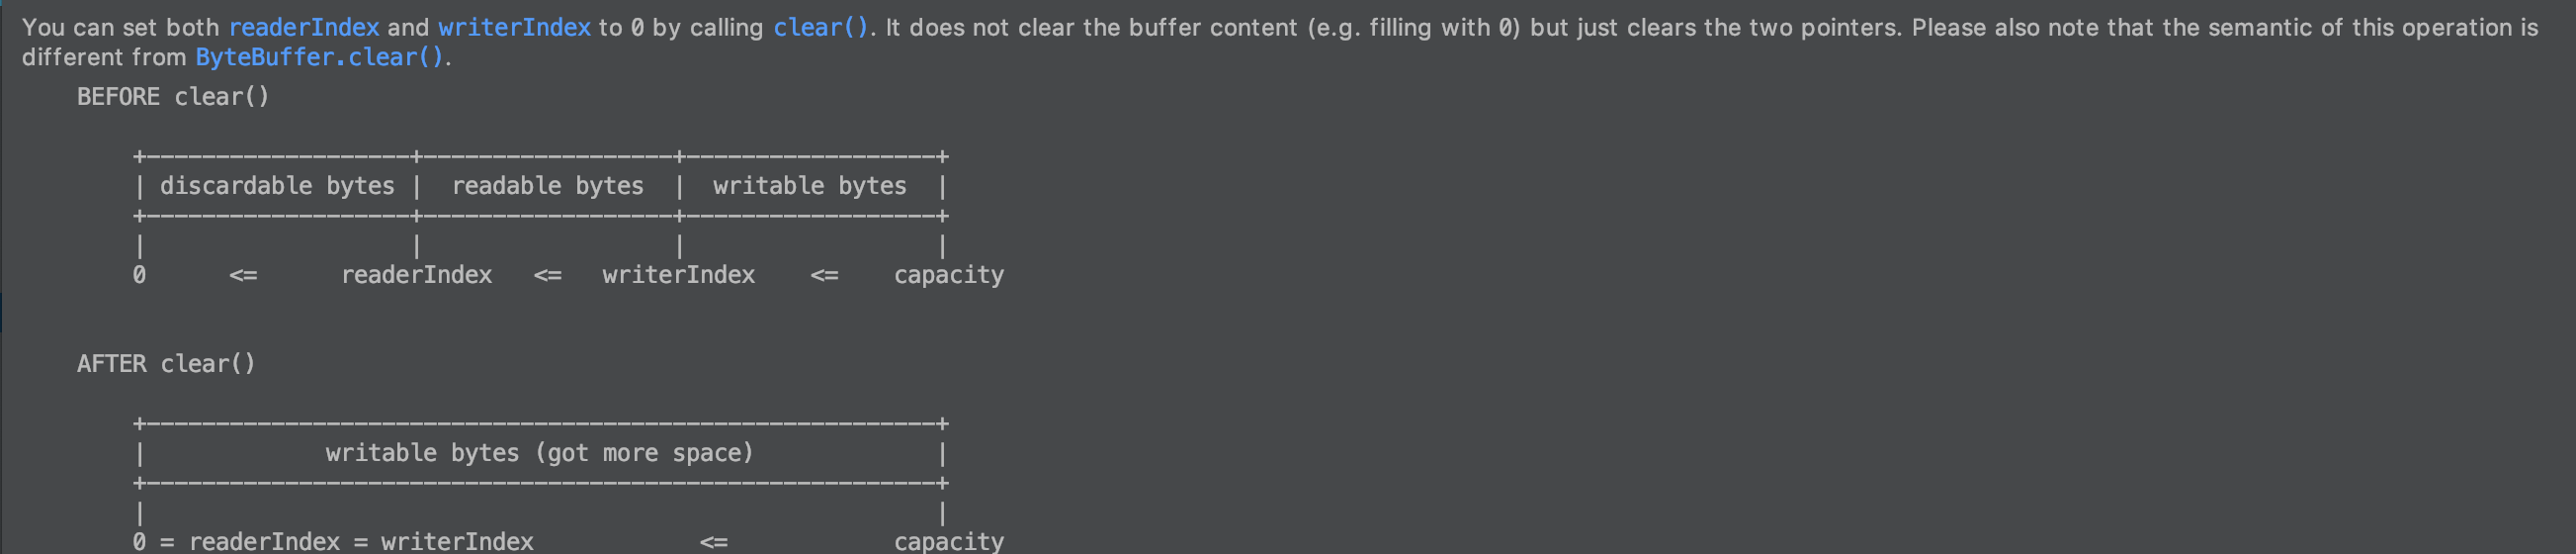 You can set both readerIndex and writerIndex to 0 by calling clear(). It does not clear the buffer content (e.g. filling with 0) but just clears the two pointers. Please also note that the semantic of this operation is
different from ByteBuffer.clear().
BEFORE clear()
+-------------------+------------------+------------------+
| discardable bytes |  readable bytes  |  writable bytes  |
+-------------------+------------------+------------------+
|                   |                  |                  |
0      <=      readerIndex   <=   writerIndex    <=    capacity
AFTER clear()
+---------------------------------------------------------+
|             writable bytes (got more space)             |
+---------------------------------------------------------+
|                                                         |
0 = readerIndex = writerIndex            <=            capacity